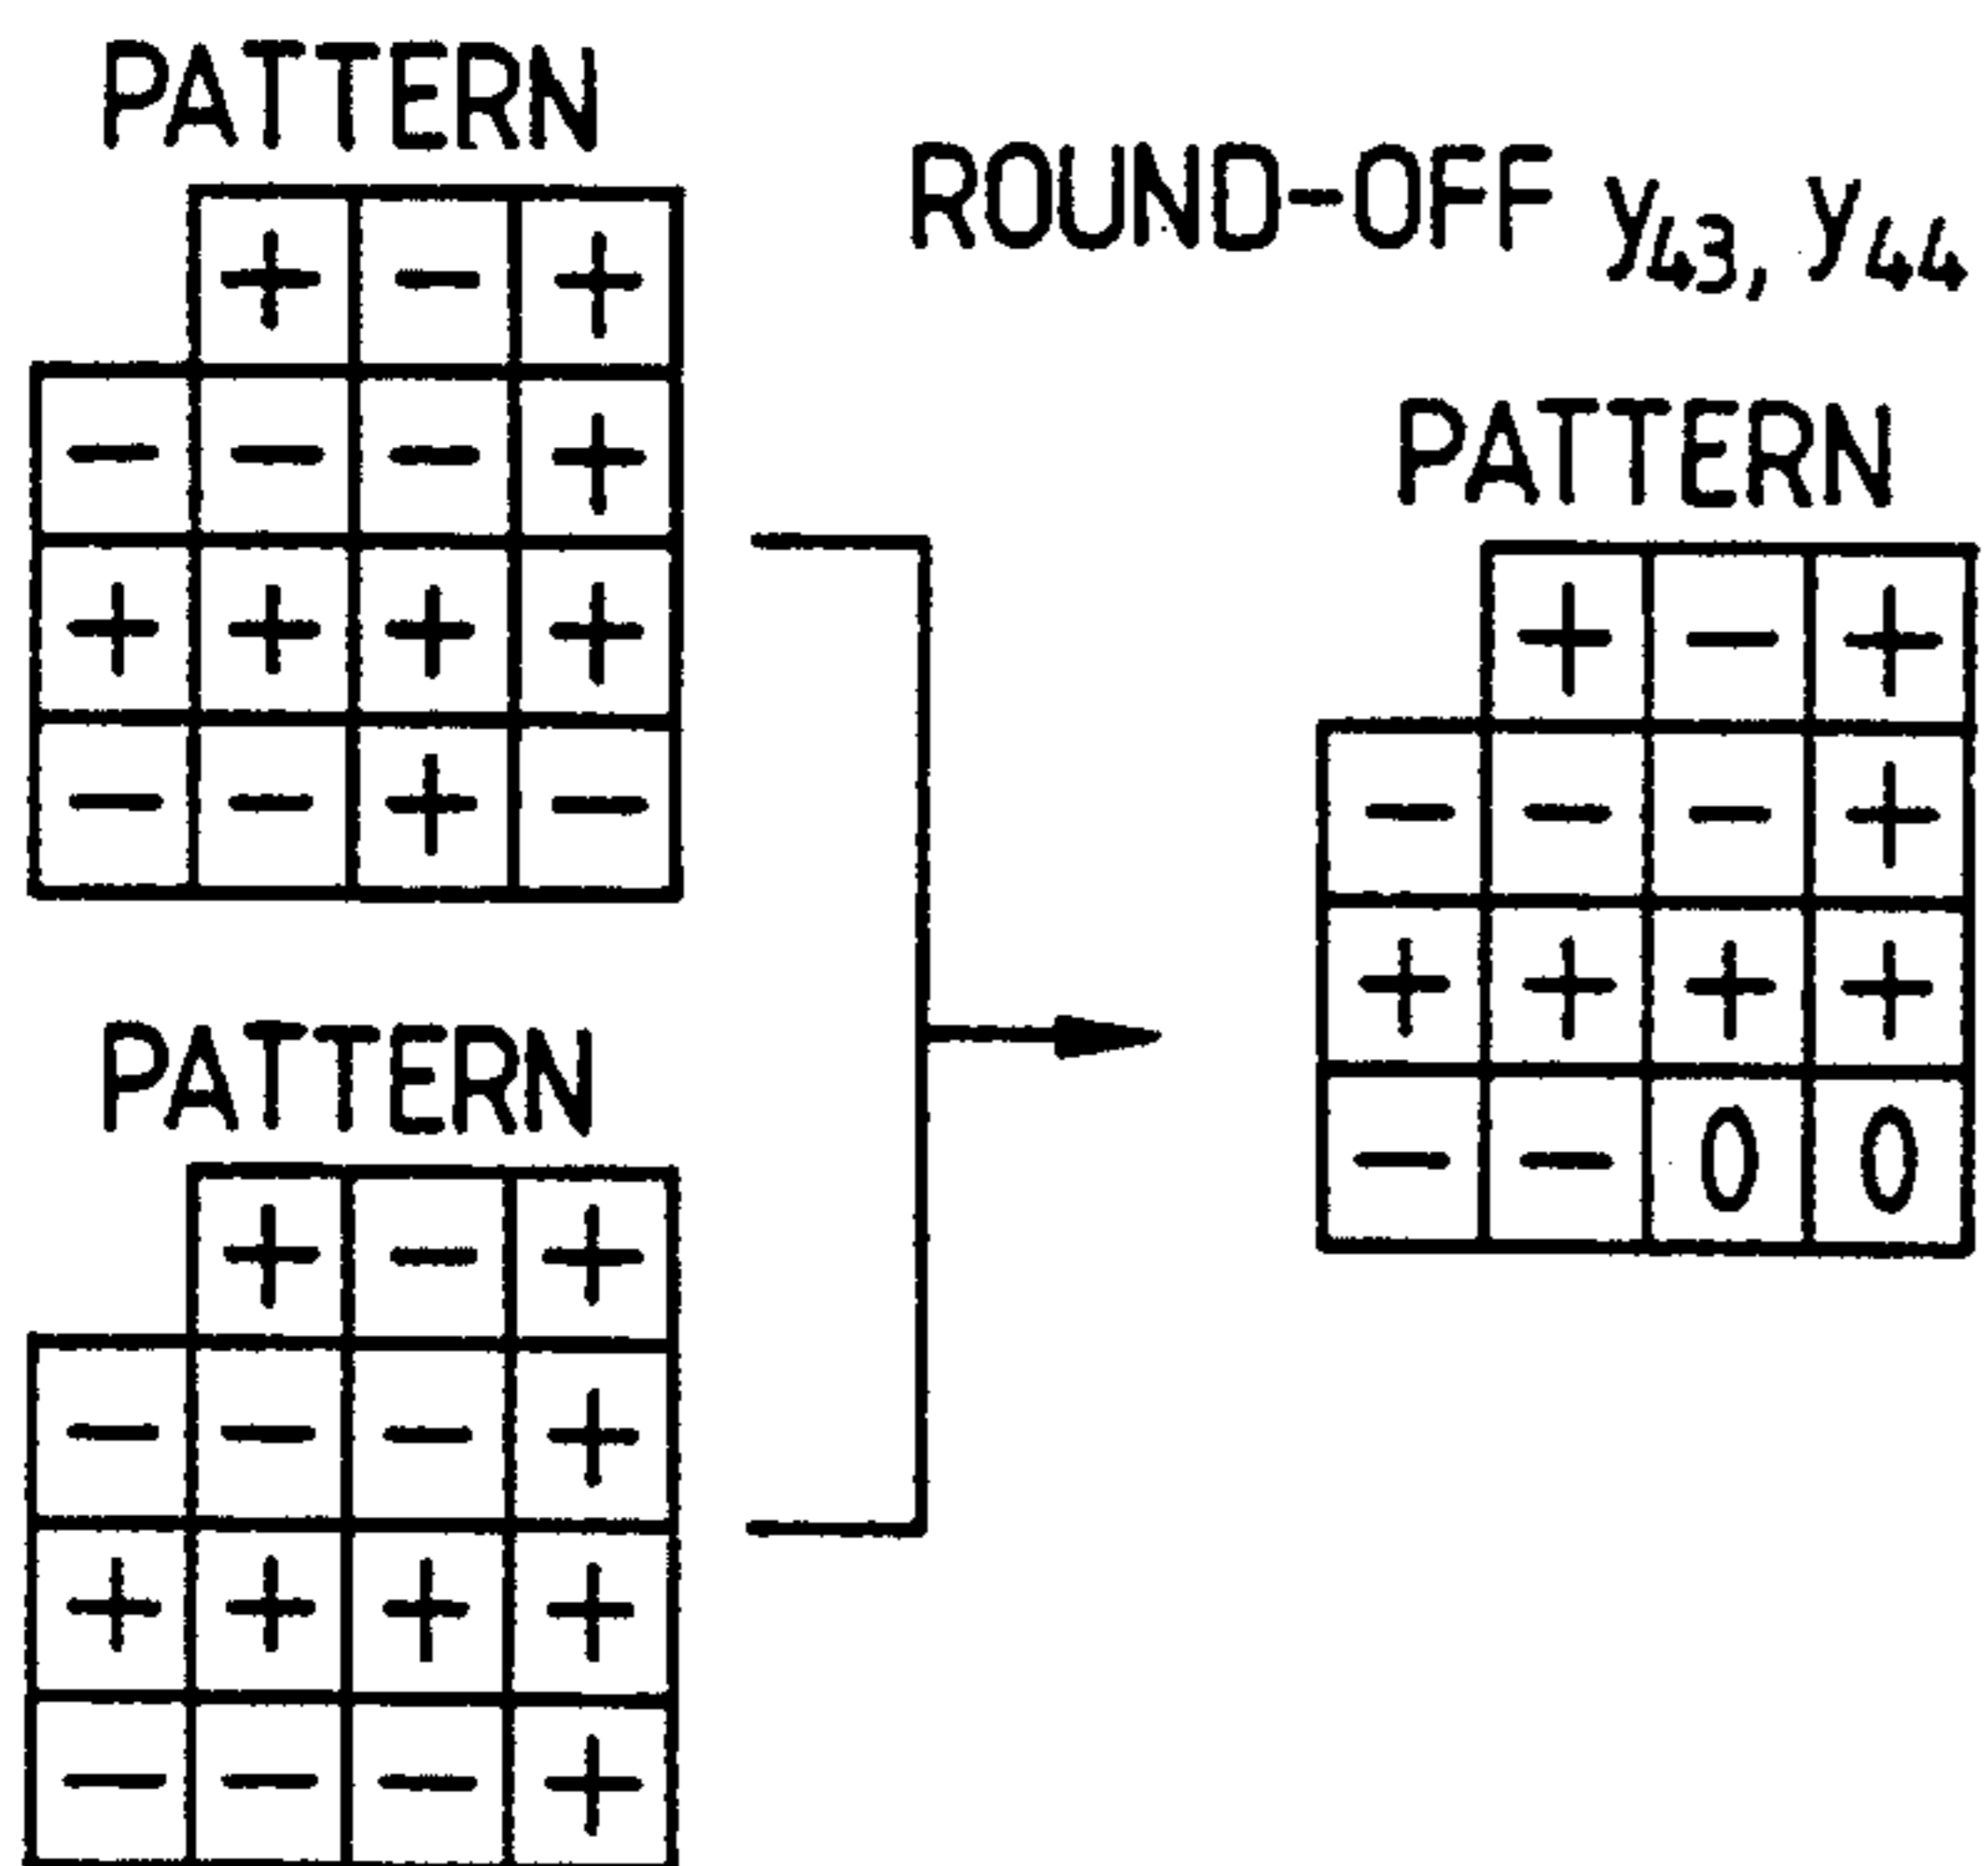 PATTERN
+ − +
− − − +
+ + + +
− − + −
PATTERN
+ − +
− − − +
+ + + +
− − − +
ROUND-OFF y43, y44
PATTERN
+ − +
− − − +
+ + + +
− − 0 0